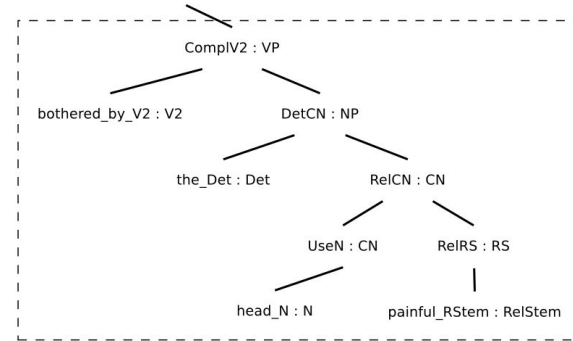 ComplV2 : VP
bothered_by_V2 : V2 DetCN : NP
the_Det : Det RelCN : CN
UseN : CN RelRS : RS
head_N : N painful_RStem : RelStem